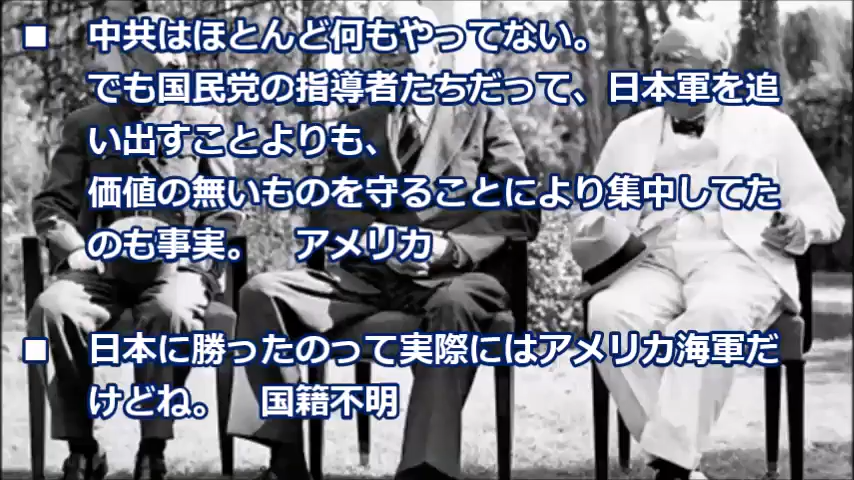 ■　中共はほとんど何もやってない。
でも国民党の指導者たちだって、日本軍を追
い出すことよりも、
価値の無いものを守ることにより集中してた
のも事実。　アメリカ
■　日本に勝ったのって実際にはアメリカ海軍だ
けどね。　国籍不明